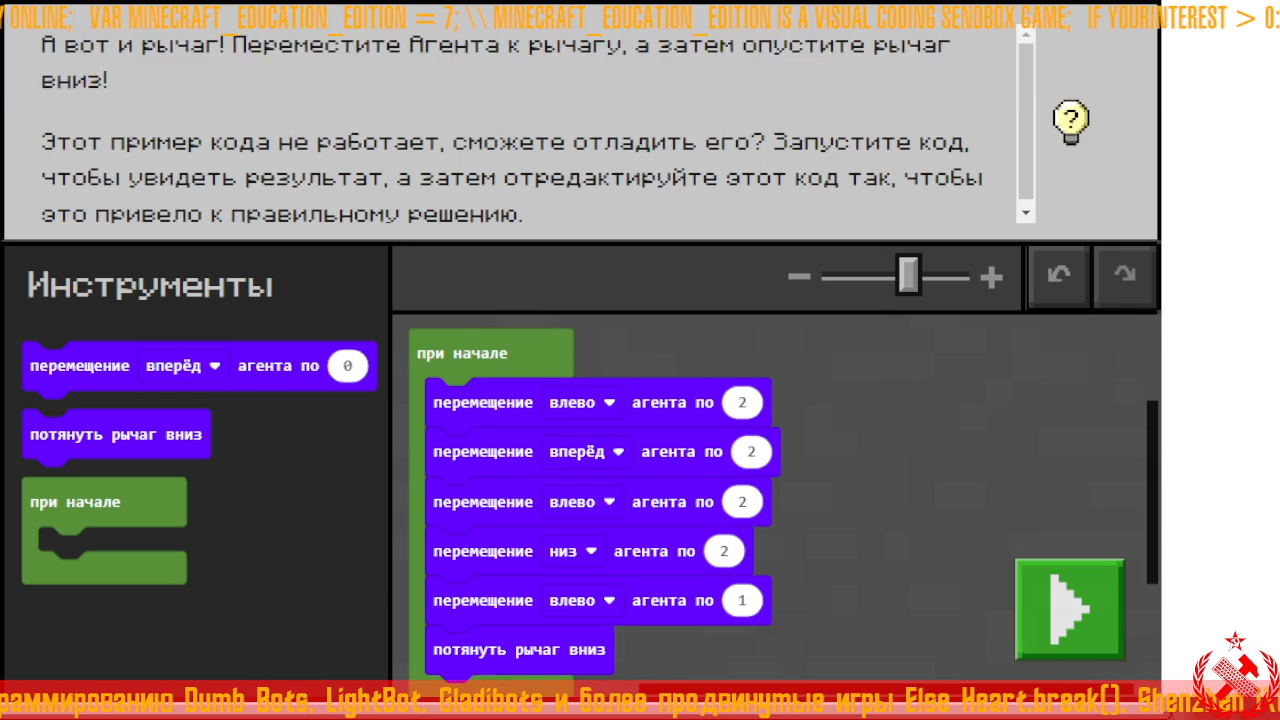 ONLINE;   VAR MINECRAFT_EDUCATION_EDITION = 7; \\ MINECRAFT_EDUCATION_EDITION IS A VISUAL CODING SENDBOX GAME;   IF YOURINTEREST > 0:
А вот и рычаг! Переместите Агента к рычагу, а затем опустите рычаг
вниз!
Этот пример кода не работает, сможете отладить его? Запустите код,
чтобы увидеть результат, а затем отредактируйте этот код так, чтобы
это привело к правильному решению.
Инструменты
перемещение вперёд агента по 0
потянуть рычаг вниз
при начале
при начале
перемещение влево агента по 2
перемещение вперёд агента по 2
перемещение влево агента по 2
перемещение низ агента по 2
перемещение влево агента по 1
потянуть рычаг вниз
раммированию Dumb Bots, LightBot, Gladibots и более продвинутые игры Else Heart.break(),